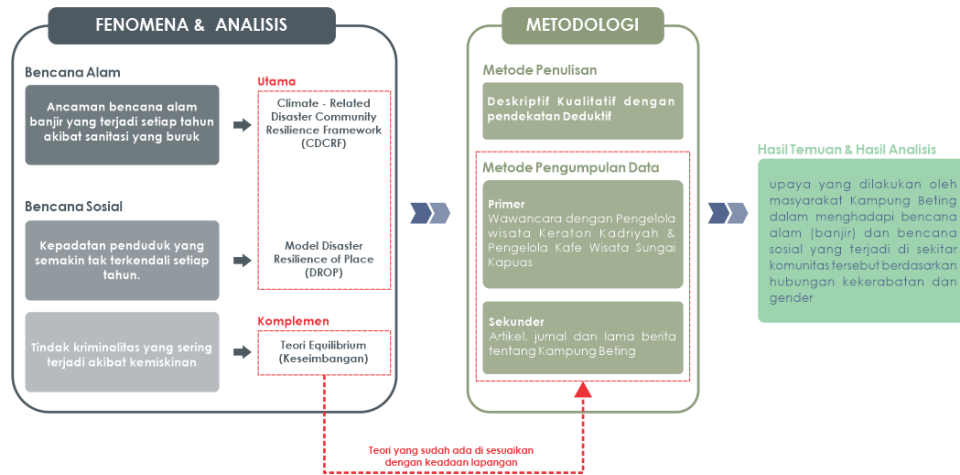 FENOMENA & ANALISIS
Bencana Alam
Ancaman bencana alam
banjir yang terjadi setiap tahun
akibat sanitasi yang buruk
Utama
Climate - Related
Disaster Community
Resilience Framework
(CDCRF)
Bencana Sosial
Kepadatan penduduk yang
semakin tak terkendali setiap
tahun.
Model Disaster
Resilience of Place
(DROP)
Tindak kriminalitas yang sering
terjadi akibat kemiskinan
Komplemen
Teori Equilibrium
(Keseimbangan)
Teori yang sudah ada di sesuaikan
dengan keadaan lapangan
METODOLOGI
Metode Penulisan
Deskriptif Kualitatif dengan
pendekatan Deduktif
Metode Pengumpulan Data
Primer
Wawancara dengan Pengelola
wisata Keraton Kadriyah &
Pengelola Kafe Wisata Sungai
Kapuas
Sekunder
Artikel, jurnal dan lama berita
tentang Kampung Beting
Hasil Temuan & Hasil Analisis
upaya yang dilakukan oleh
masyarakat Kampung Beting
dalam menghadapi bencana
alam (banjir) dan bencana
sosial yang terjadi di sekitar
komunitas tersebut berdasarkan
hubungan kekerabatan dan
gender